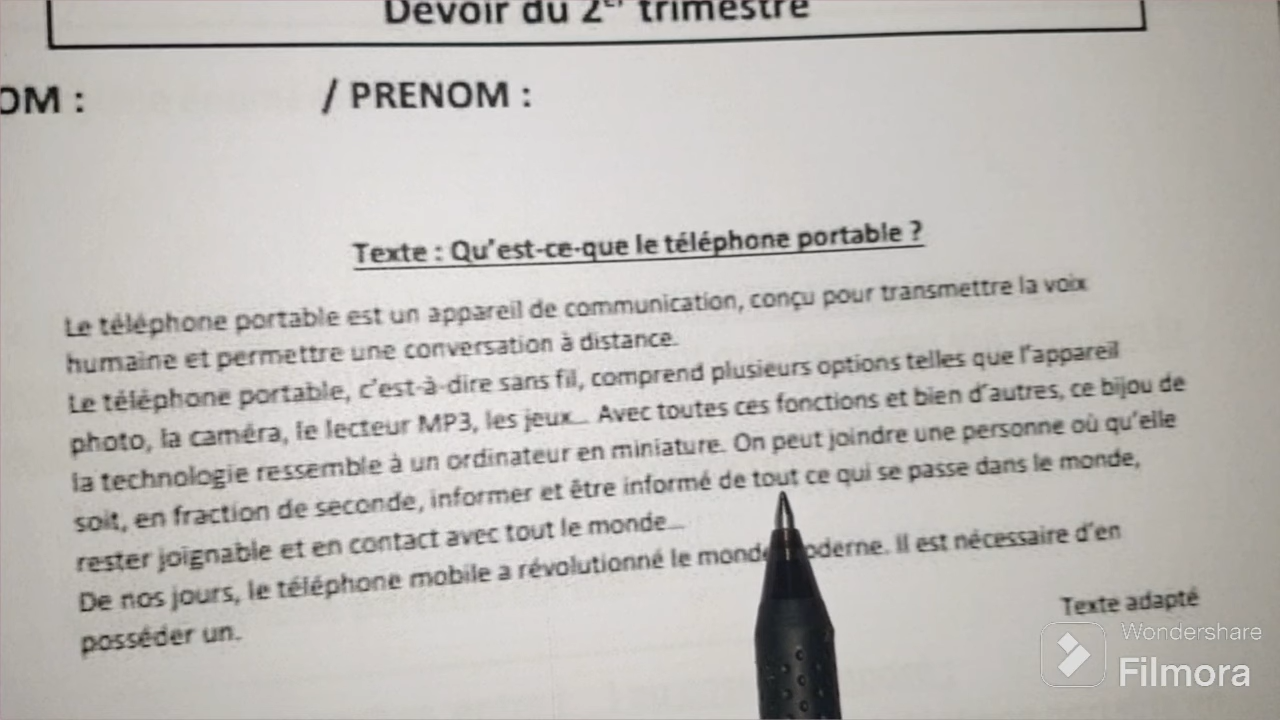 Devoir du 2er trimestre
OM :
/ PRENOM :
Texte : Qu'est-ce-que le téléphone portable ?
Le téléphone portable est un appareil de communication, conçu pour transmettre la voix
humaine et permettre une conversation à distance.
Le téléphone portable, c'est-à-dire sans fil, comprend plusieurs options telles que l'appareil
photo, la caméra, le lecteur MP3, les jeux... Avec toutes ces fonctions et bien d'autres, ce bijou de
la technologie ressemble à un ordinateur en miniature. On peut joindre une personne où qu'elle
soit, en fraction de seconde, informer et être informé de tout ce qui se passe dans le monde,
rester joignable et en contact avec tout le monde...
De nos jours, le téléphone mobile a révolutionné le monde moderne. Il est nécessaire d'en
posséder un.
Texte adapté
Wondershare
Filmora